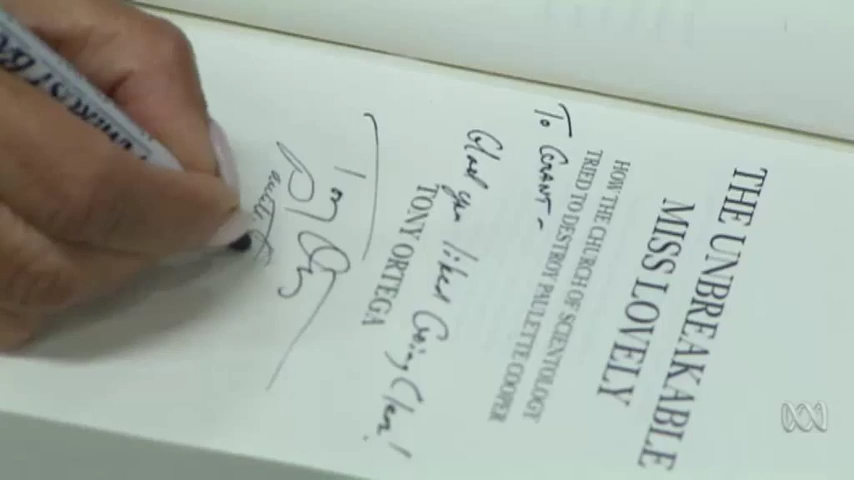 THE UNBREAKABLE
MISS LOVELY
HOW THE CHURCH OF SCIENTOLOGY
TRIED TO DESTROY PAULETTE COOPER
To GRANT -
Glad you liked Going Clear!
TONY ORTEGA
Tony